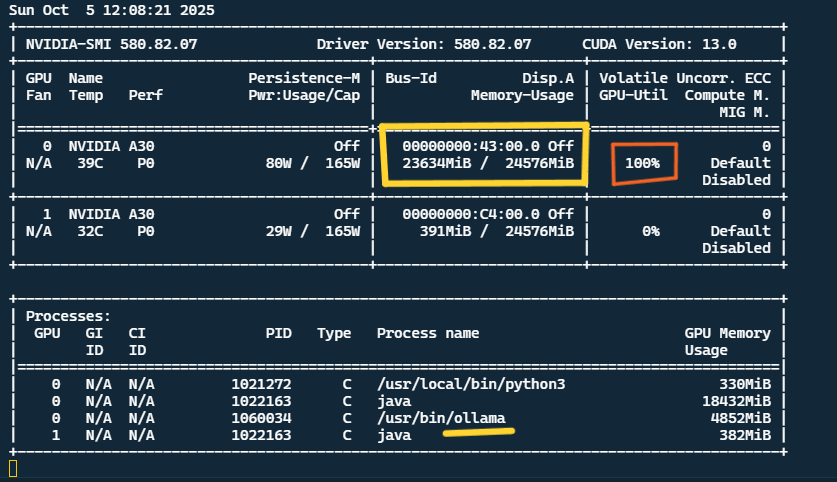 Sun Oct  5 12:08:21 2025
NVIDIA-SMI 580.82.07              Driver Version: 580.82.07      CUDA Version: 13.0
GPU  Name                 Persistence-M | Bus-Id          Disp.A | Volatile Uncorr. ECC
Fan  Temp   Perf          Pwr:Usage/Cap |           Memory-Usage | GPU-Util  Compute M.
MIG M.
0  NVIDIA A30                     Off |   00000000:43:00.0 Off |                    0
N/A   39C    P0            80W /  165W |   23634MiB /  24576MiB |    100%      Default
Disabled
1  NVIDIA A30                     Off |   00000000:C4:00.0 Off |                    0
N/A   32C    P0            29W /  165W |     391MiB /  24576MiB |      0%      Default
Disabled
Processes:
GPU   GI   CI              PID   Type   Process name                        GPU Memory
ID   ID                                                               Usage
0   N/A  N/A          1021272      C   /usr/local/bin/python3                  330MiB
0   N/A  N/A          1022163      C   java                                  18432MiB
0   N/A  N/A          1060034      C   /usr/bin/ollama                        4852MiB
1   N/A  N/A          1022163      C   java                                    382MiB